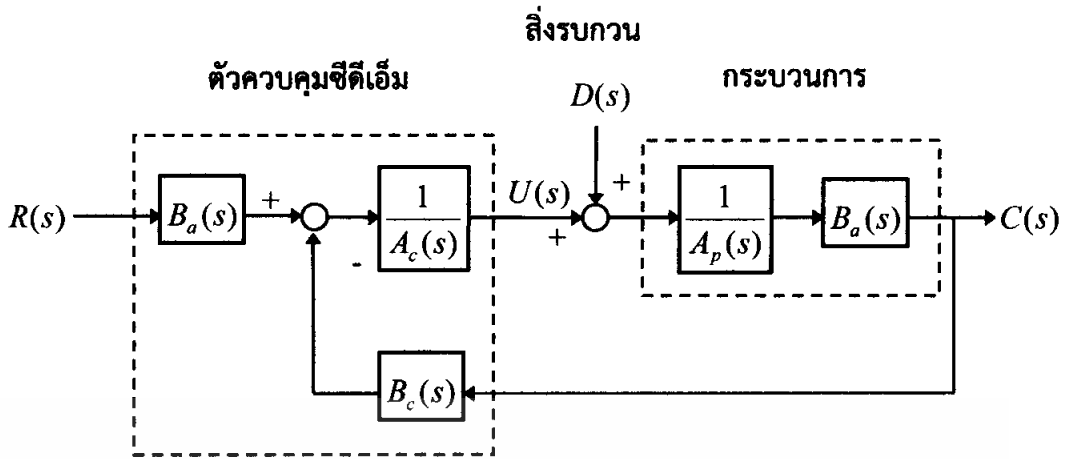 สิ่งรบกวน
ตัวควบคุมซีดีเอ็ม
กระบวนการ
D(s)
R(s)
B_a(s)
+
-
1
A_c(s)
U(s)
+
+
1
A_p(s)
B_a(s)
C(s)
B_c(s)